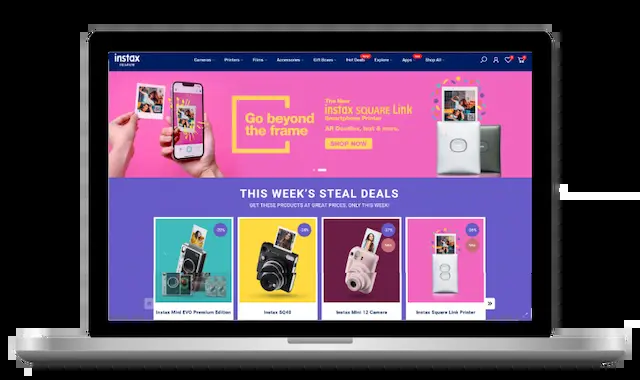 instax
Cameras Printers Films Accessories Gift Boxes Hot Deals Explore Apps Shop All
Go beyond
the frame
The New
instax SQUARE Link
Smartphone Printer
AR Doodles, text & more.
SHOP NOW
THIS WEEK'S STEAL DEALS
GET THESE PRODUCTS AT GREAT PRICES, ONLY THIS WEEK!
Instax Mini EVO Premium Edition
Instax SQ40
Instax Mini 12 Camera
Instax Square Link Printer